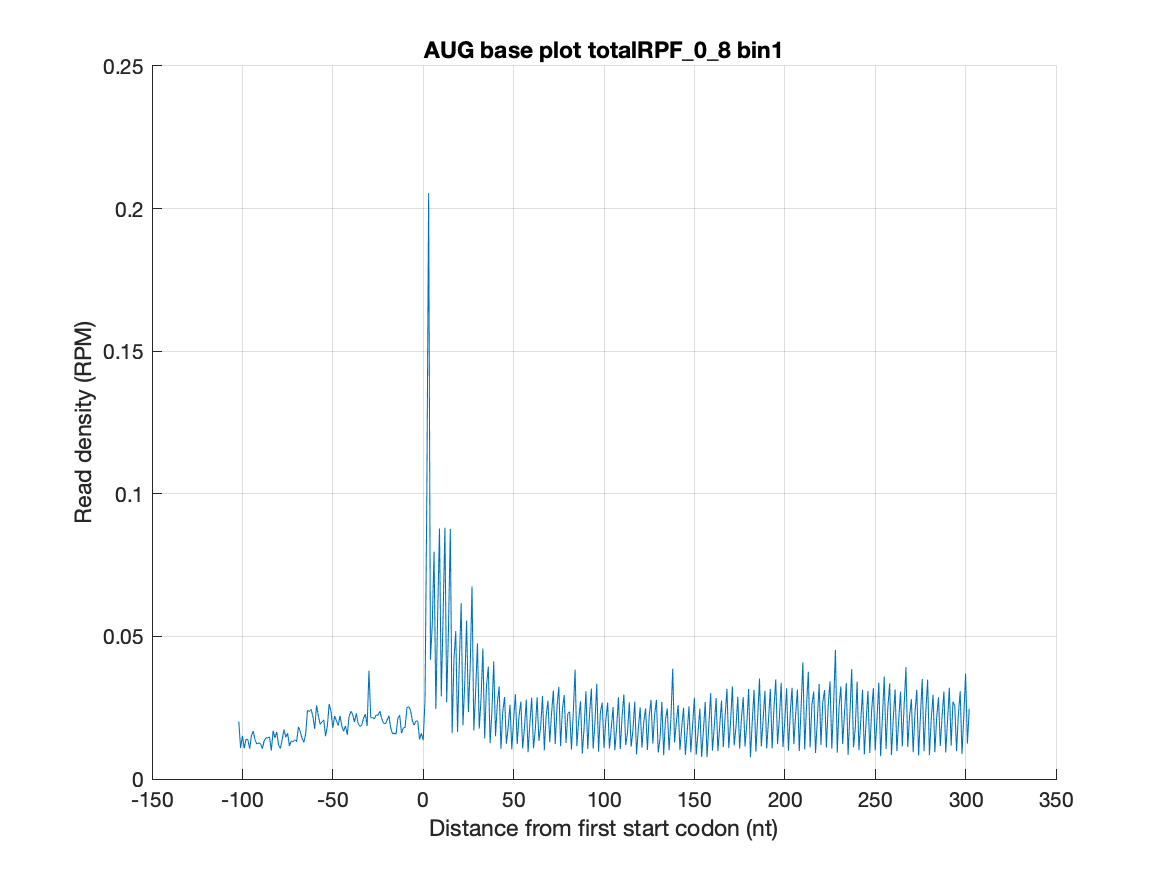 AUG base plot totalRPF_0_8 bin1
0.25
0.2
0.15
0.1
0.05
0
Read density (RPM)
-150 -100 -50 0 50 100 150 200 250 300 350
Distance from first start codon (nt)